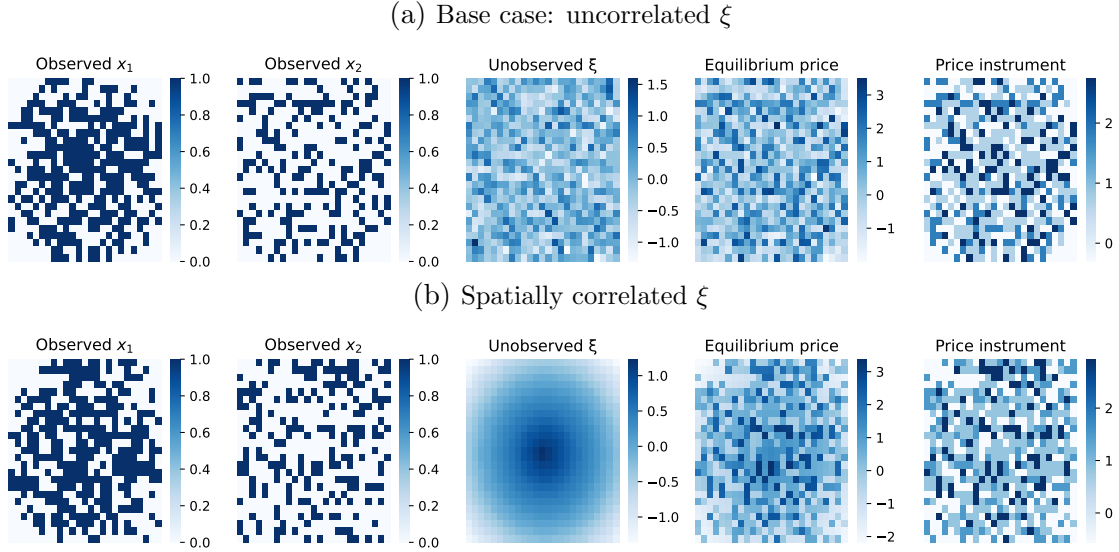 (a) Base case: uncorrelated ξ
Observed x₁ Observed x₂ Unobserved ξ Equilibrium price Price instrument
1.0 0.8 0.6 0.4 0.2 0.0
1.0 0.8 0.6 0.4 0.2 0.0
1.5 1.0 0.5 0.0 −0.5 −1.0
3 2 1 0 −1
2 1 0
(b) Spatially correlated ξ
Observed x₁ Observed x₂ Unobserved ξ Equilibrium price Price instrument
1.0 0.8 0.6 0.4 0.2 0.0
1.0 0.8 0.6 0.4 0.2 0.0
1.0 0.5 0.0 −0.5 −1.0
3 2 1 0 −1 −2
2 1 0